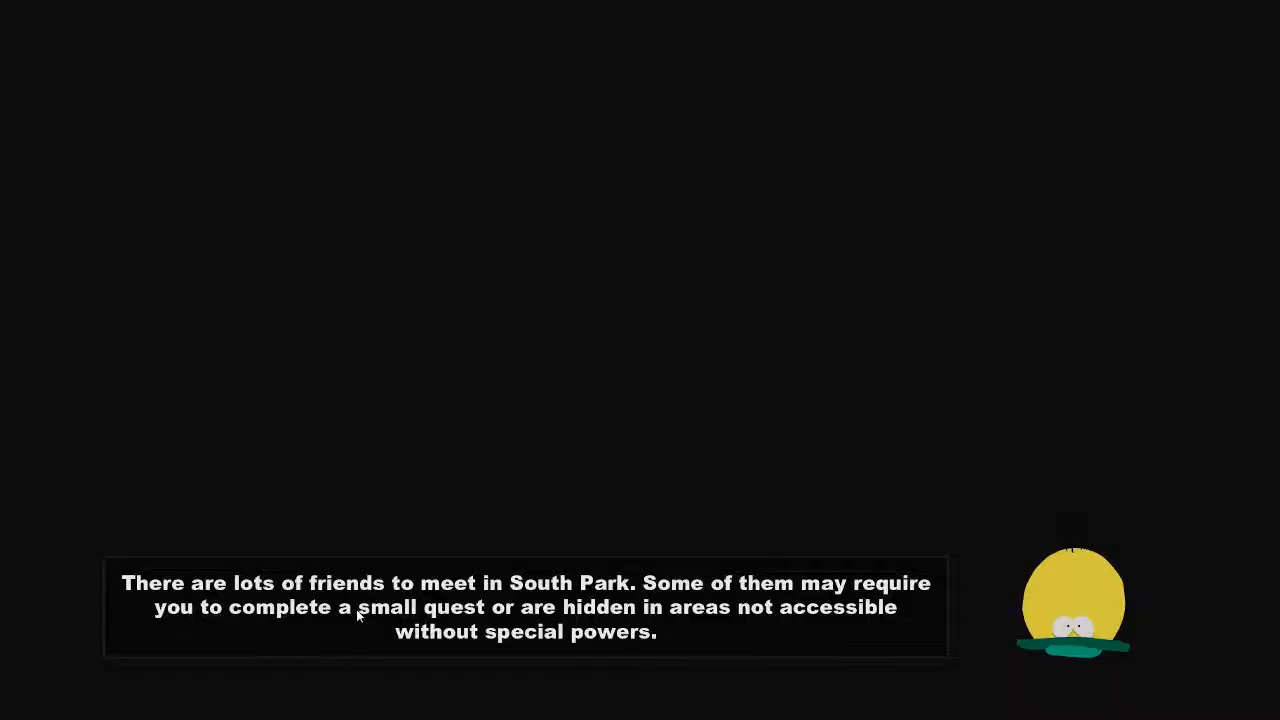 There are lots of friends to meet in South Park. Some of them may require
you to complete a small quest or are hidden in areas not accessible
without special powers.